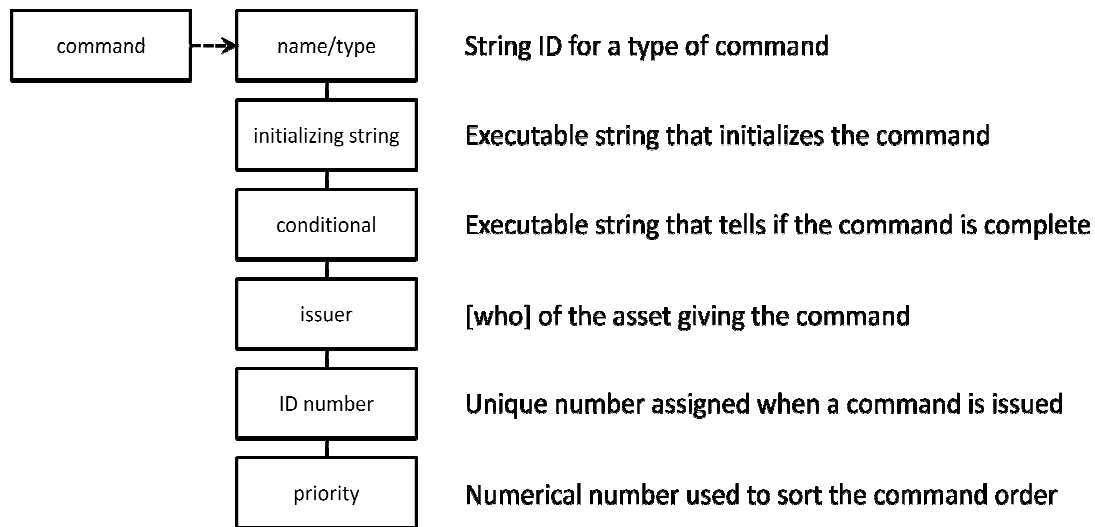 command
name/type
String ID for a type of command
initializing string
Executable string that initializes the command
conditional
Executable string that tells if the command is complete
issuer
[who] of the asset giving the command
ID number
Unique number assigned when a command is issued
priority
Numerical number used to sort the command order